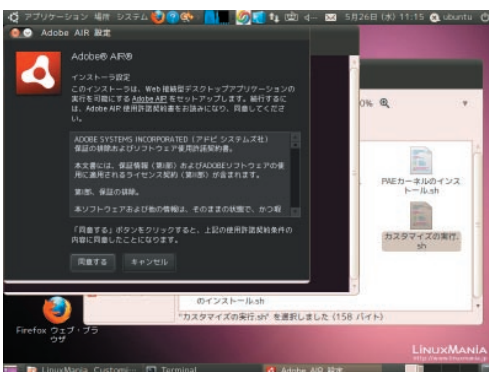 アプリケーション 場所 システム
5月26日 (水) 11:15 ubuntu
Adobe AIR 設定
Adobe® AIR®
インストーラ設定
このインストーラは、Web 接続型デスクトップアプリケーションの
実行を可能にする Adobe AIR をセットアップします。続行するに
は、Adobe AIR 使用許諾契約書をお読みになり、同意してくださ
い。
ADOBE SYSTEMS INCORPORATED (アドビ システムズ社)
保証の排除およびソフトウェア使用許諾契約書。
本文書には、保証情報 (第I部) およびADOBEソフトウェアの使
用に適用されるライセンス契約 (第II部) が含まれます。
第I部、保証の排除。
本ソフトウェアおよび他の情報は、そのままの状態で、かつ瑕
「同意する」ボタンをクリックすると、上記の使用許諾契約条件の
内容に同意したことになります。
同意する キャンセル
0%
PAEカーネルのインス
トール.sh
カスタマイズの実行.
sh
のインストール.sh
"カスタマイズの実行.sh" を選択しました (158 バイト)
Firefox ウェブ・ブラ
ウザ
LINUXMANIA
LinuxMania Customi… Terminal Adobe AIR 設定